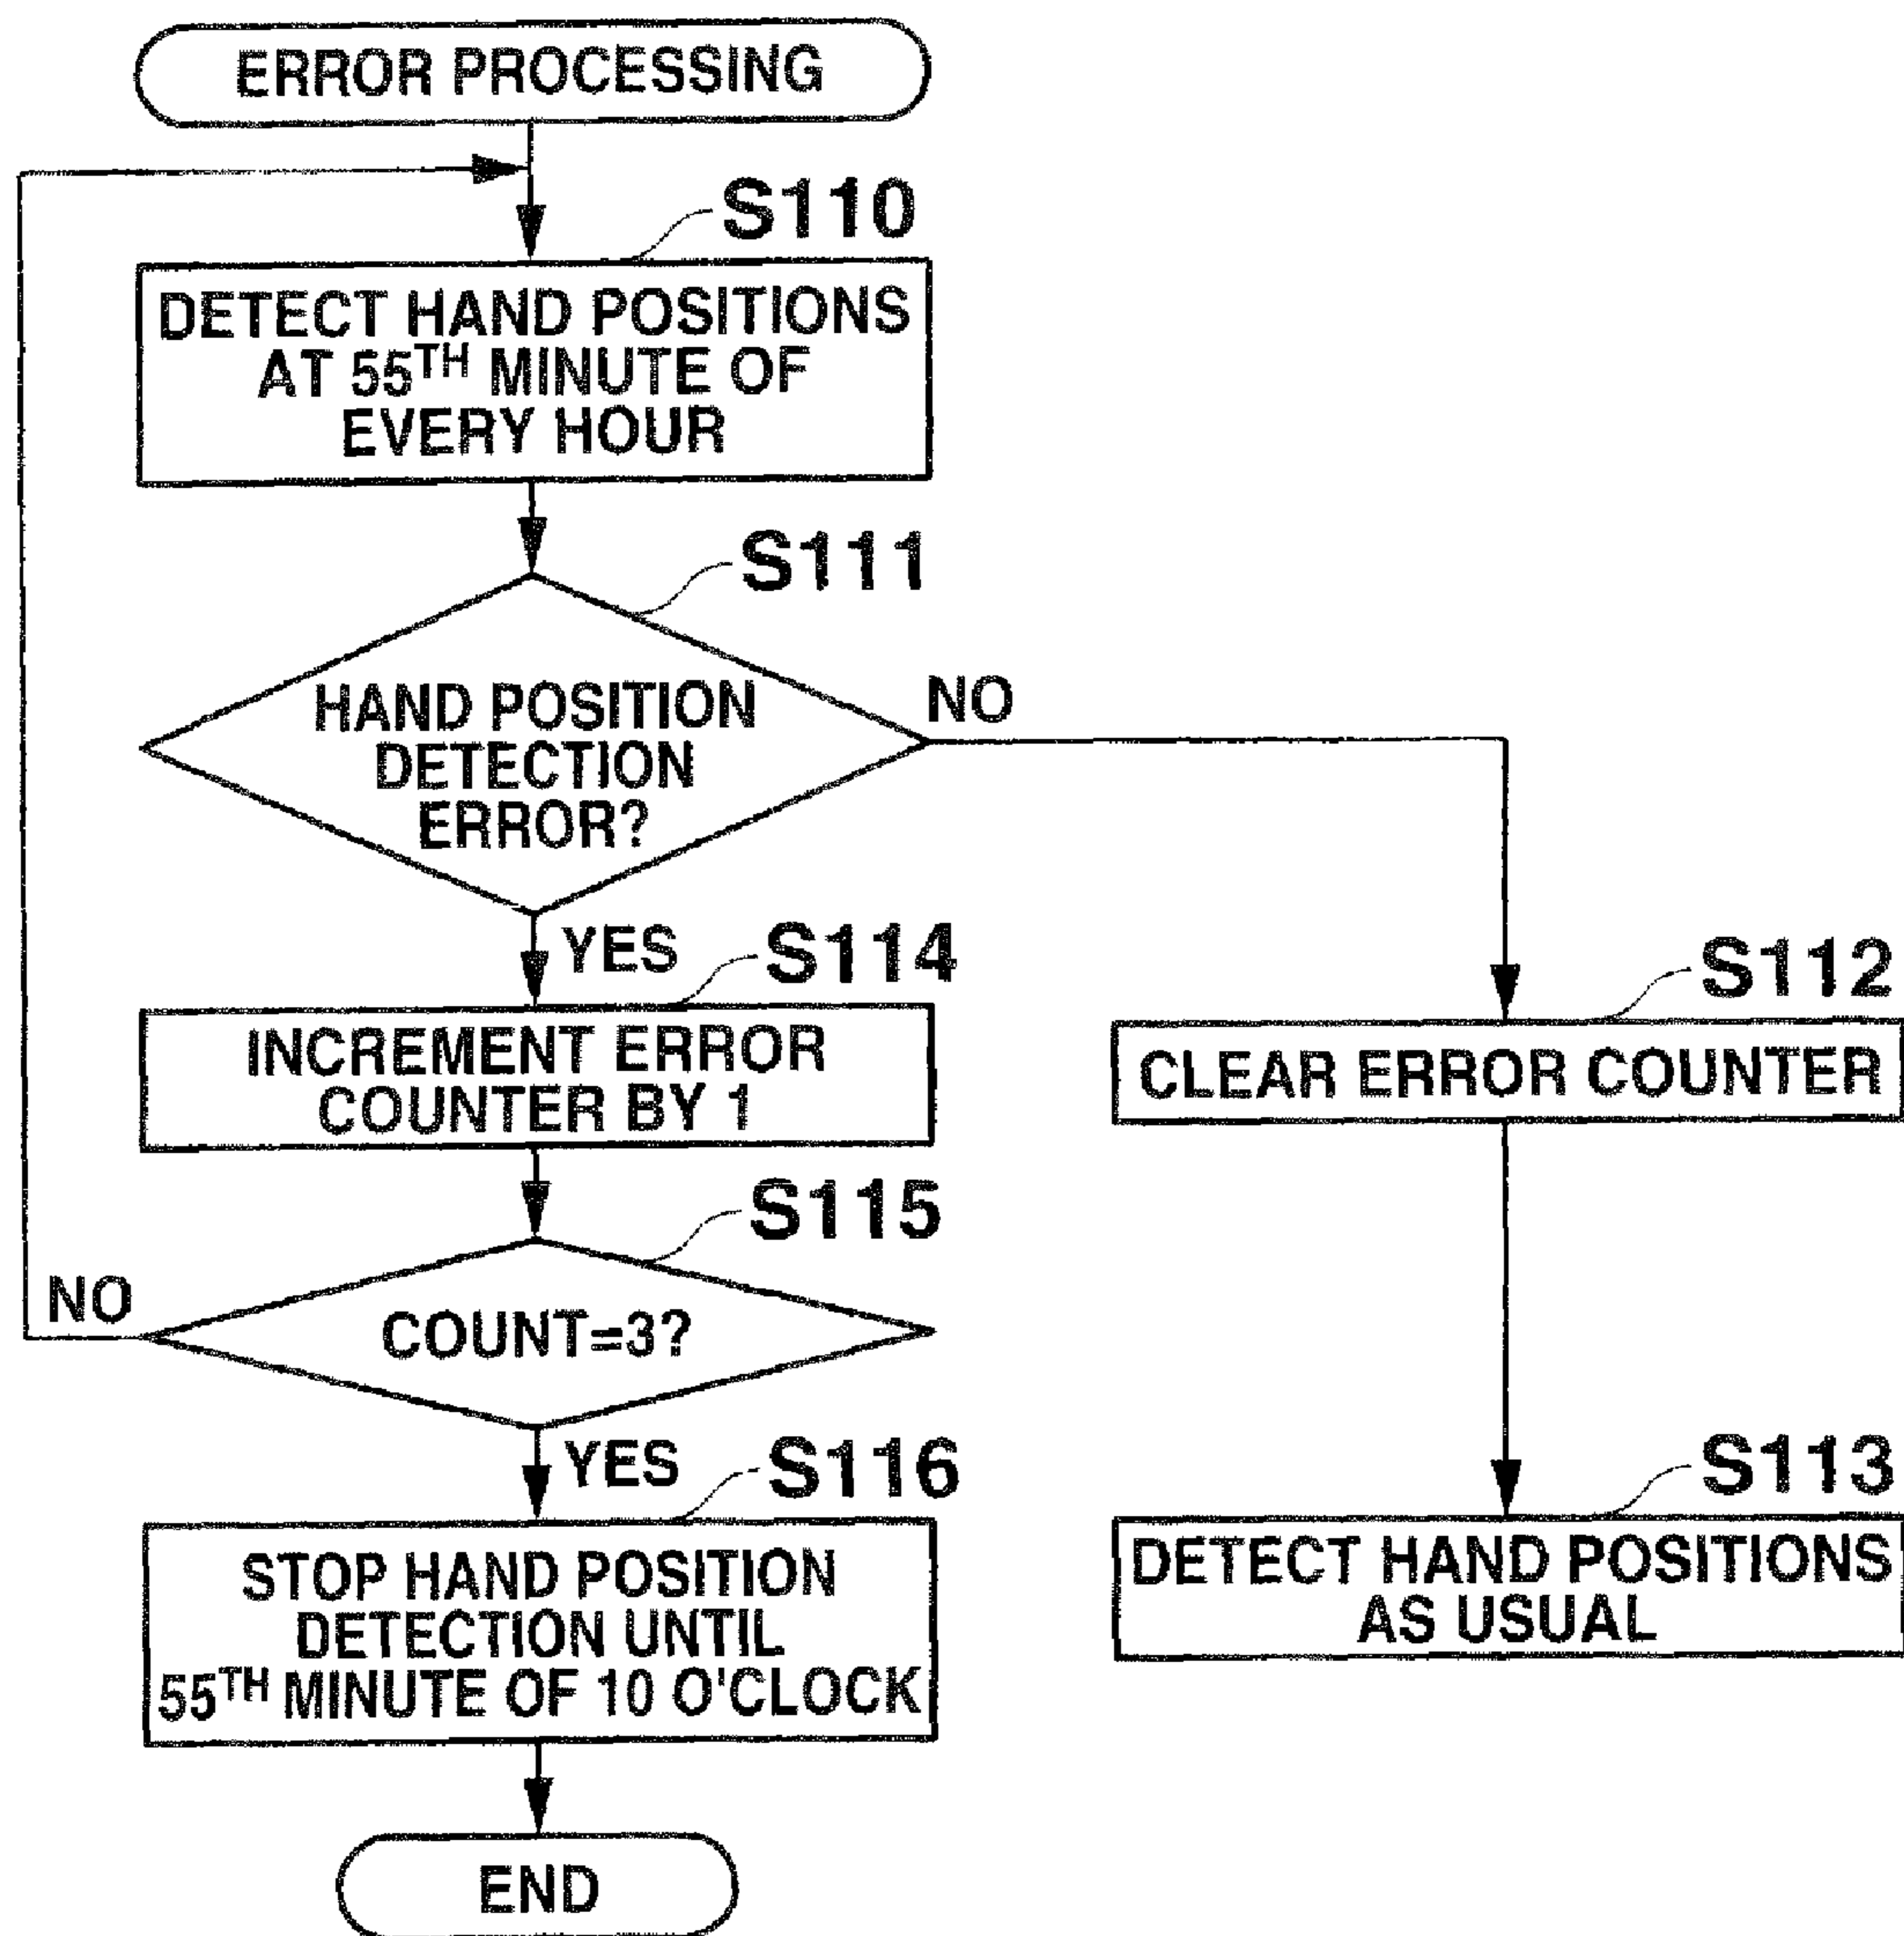 ERROR PROCESSING
S110
DETECT HAND POSITIONS
AT 55TH MINUTE OF
EVERY HOUR
S111
HAND POSITION
DETECTION
ERROR?
NO
YES
S114
INCREMENT ERROR
COUNTER BY 1
S112
CLEAR ERROR COUNTER
S115
COUNT=3?
NO
YES
S116
STOP HAND POSITION
DETECTION UNTIL
55TH MINUTE OF 10 O'CLOCK
S113
DETECT HAND POSITIONS
AS USUAL
END